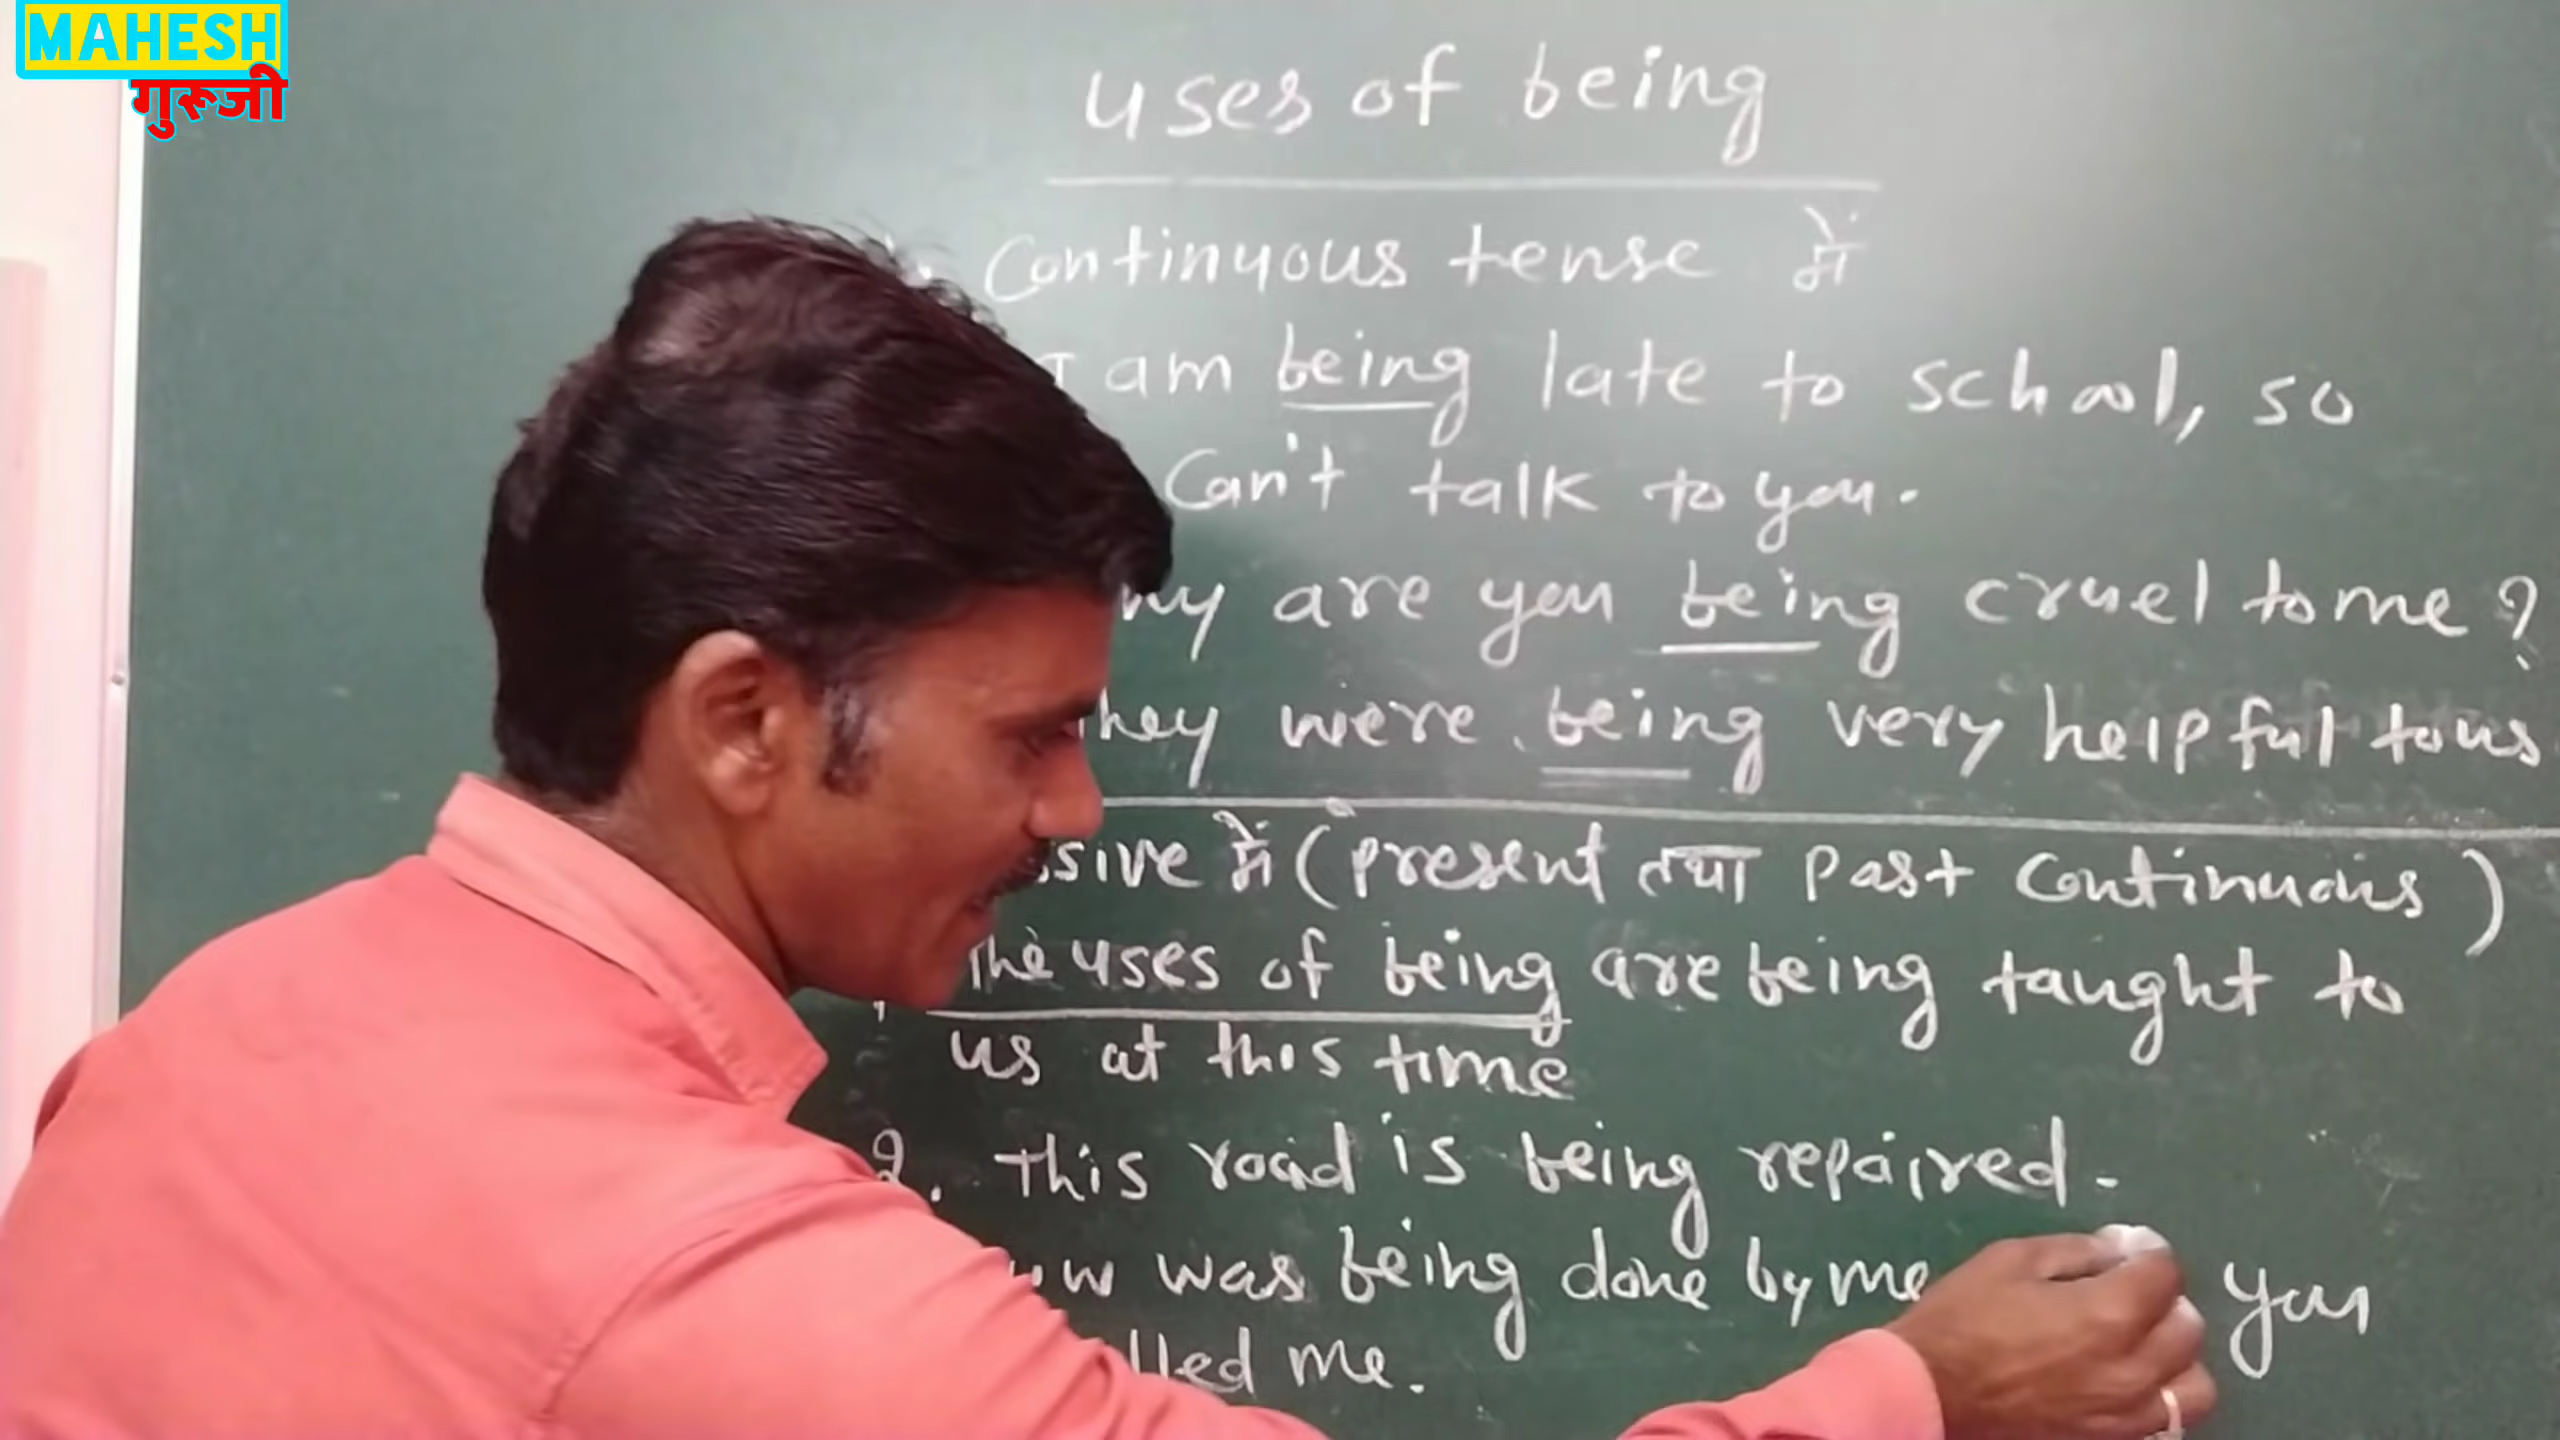 MAHESH
गुरूजी
uses of being
Continuous tense में
I am being late to school, so
Can't talk to you.
are you being cruel to me?
They were being very helpful to us
में (present तथा Past Continuous)
The uses of being are being taught to
us at this time
2. This road is being repaired.
was being done by me you
me.